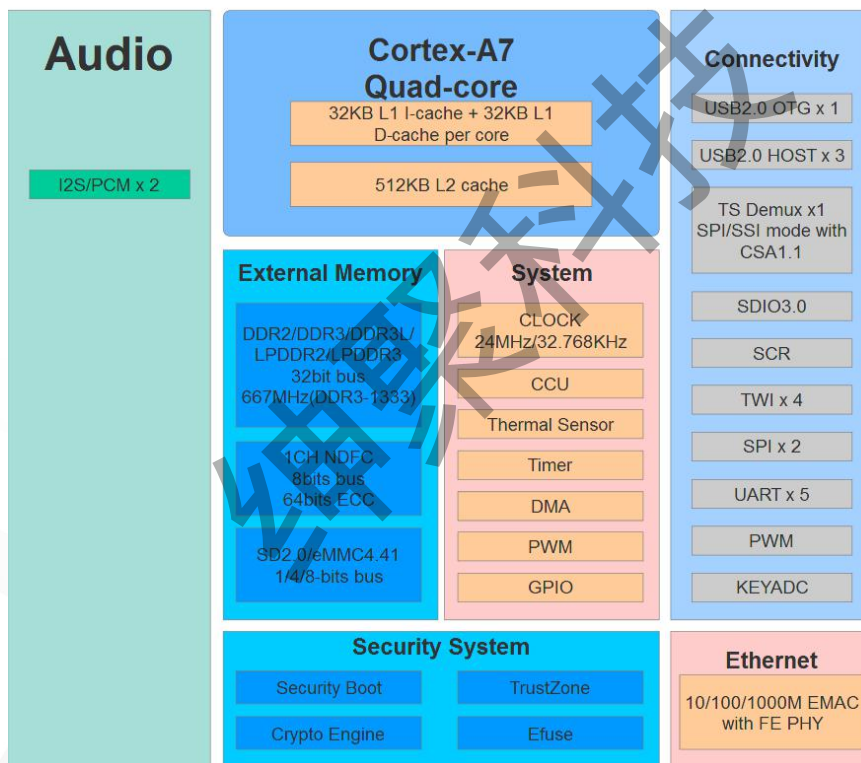 Audio
I2S/PCM x 2
Cortex-A7
Quad-core
32KB L1 I-cache + 32KB L1
D-cache per core
512KB L2 cache
External Memory
DDR2/DDR3/DDR3L/
LPDDR2/LPDDR3
32bit bus
667MHz(DDR3-1333)
1CH NDFC
8bits bus
64bits ECC
SD2.0/eMMC4.41
1/4/8-bits bus
System
CLOCK
24MHz/32.768KHz
CCU
Thermal Sensor
Timer
DMA
PWM
GPIO
Connectivity
USB2.0 OTG x 1
USB2.0 HOST x 3
TS Demux x1
SPI/SSI mode with
CSA1.1
SDIO3.0
SCR
TWI x 4
SPI x 2
UART x 5
PWM
KEYADC
Security System
Security Boot
TrustZone
Crypto Engine
Efuse
Ethernet
10/100/1000M EMAC
with FE PHY
绅聚科技